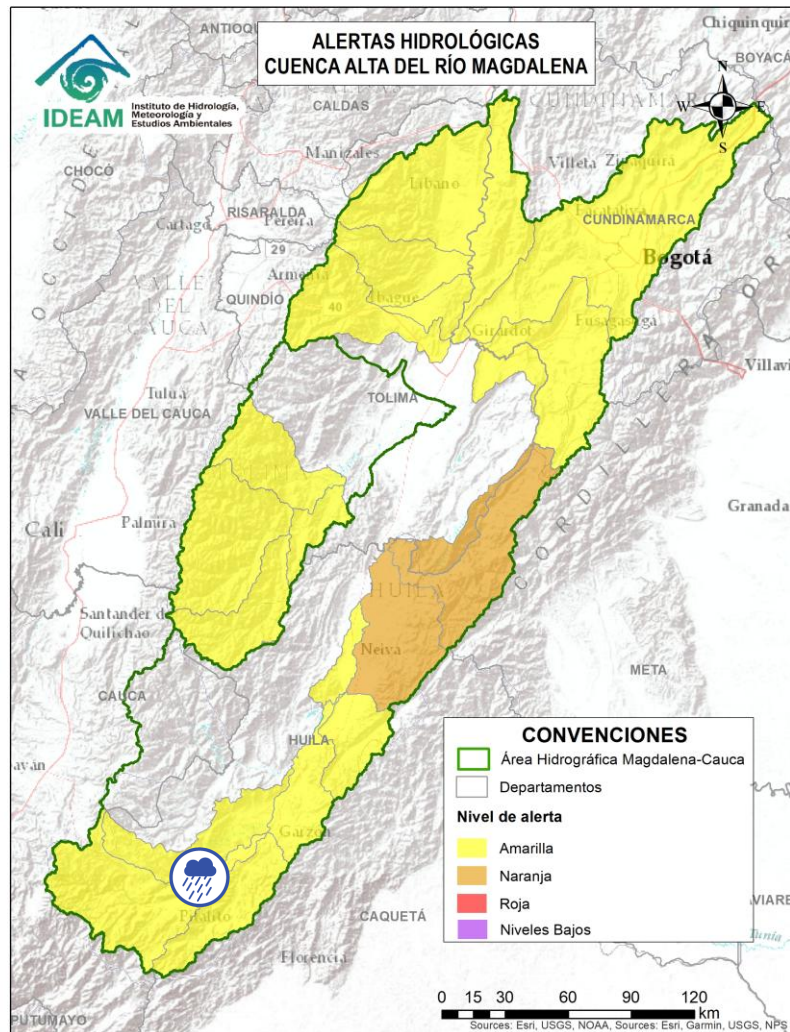 ALERTAS HIDROLÓGICAS
CUENCA ALTA DEL RÍO MAGDALENA
IDEAM
Instituto de Hidrología,
Meteorología y
Estudios Ambientales
Chiquinquir
BOYACÁ
N
W
E
S
CALDAS
CHOCÓ
Manizales
Villeta
Líbano
RISARALDA
Pereira
CUNDINAMARCA
Cartago
29
Bogotá
Armenia
QUINDÍO
40
Ibagué
VALLE
DEL
CAUCA
Girardot
Fusagasugá
Villavi
Tuluá
TOLIMA
VALLE DEL CAUCA
CORDILLERA
Granada
Cali
Palmira
HUILA
Santander de
Quilichao
Neiva
META
CAUCA
HUILA
Garzón
Pitalito
CAQUETÁ
Florencia
PUTUMAYO
VIARE
Tunía
CONVENCIONES
Área Hidrográfica Magdalena-Cauca
Departamentos
Nivel de alerta
Amarilla
Naranja
Roja
Niveles Bajos
0 15 30 60 90 120
km
Sources: Esri, USGS, NOAA, Sources: Esri, Garmin, USGS, NPS